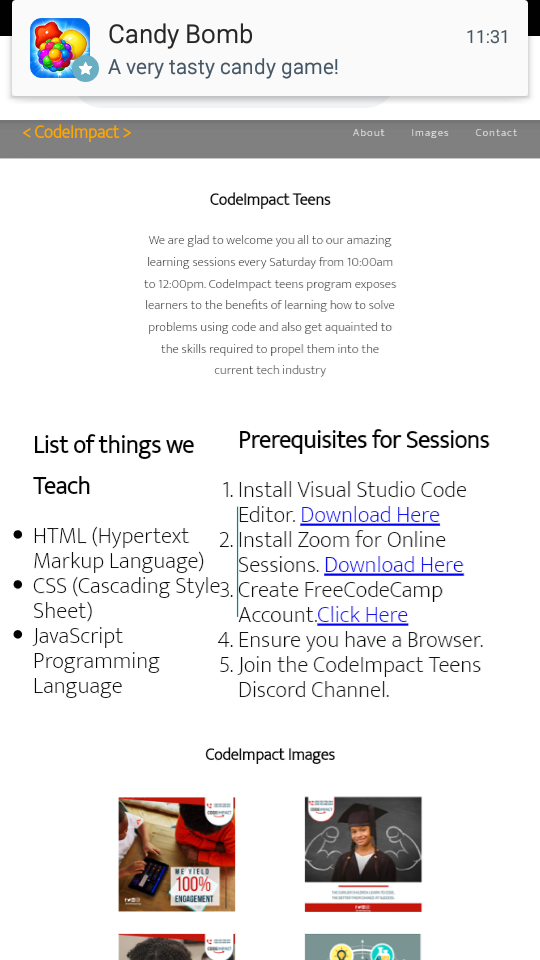 Candy Bomb
11:31
A very tasty candy game!
< CodeImpact >
About
Images
Contact
CodeImpact Teens
We are glad to welcome you all to our amazing
learning sessions every Saturday from 10:00am
to 12:00pm. CodeImpact teens program exposes
learners to the benefits of learning how to solve
problems using code and also get aquainted to
the skills required to propel them into the
current tech industry
List of things we
Teach
• HTML (Hypertext
Markup Language)
• CSS (Cascading Style
Sheet)
• JavaScript
Programming
Language
Prerequisites for Sessions
1. Install Visual Studio Code
Editor. Download Here
2. Install Zoom for Online
Sessions. Download Here
3. Create FreeCodeCamp
Account.Click Here
4. Ensure you have a Browser.
5. Join the CodeImpact Teens
Discord Channel.
CodeImpact Images
WE YIELD
100%
ENGAGEMENT